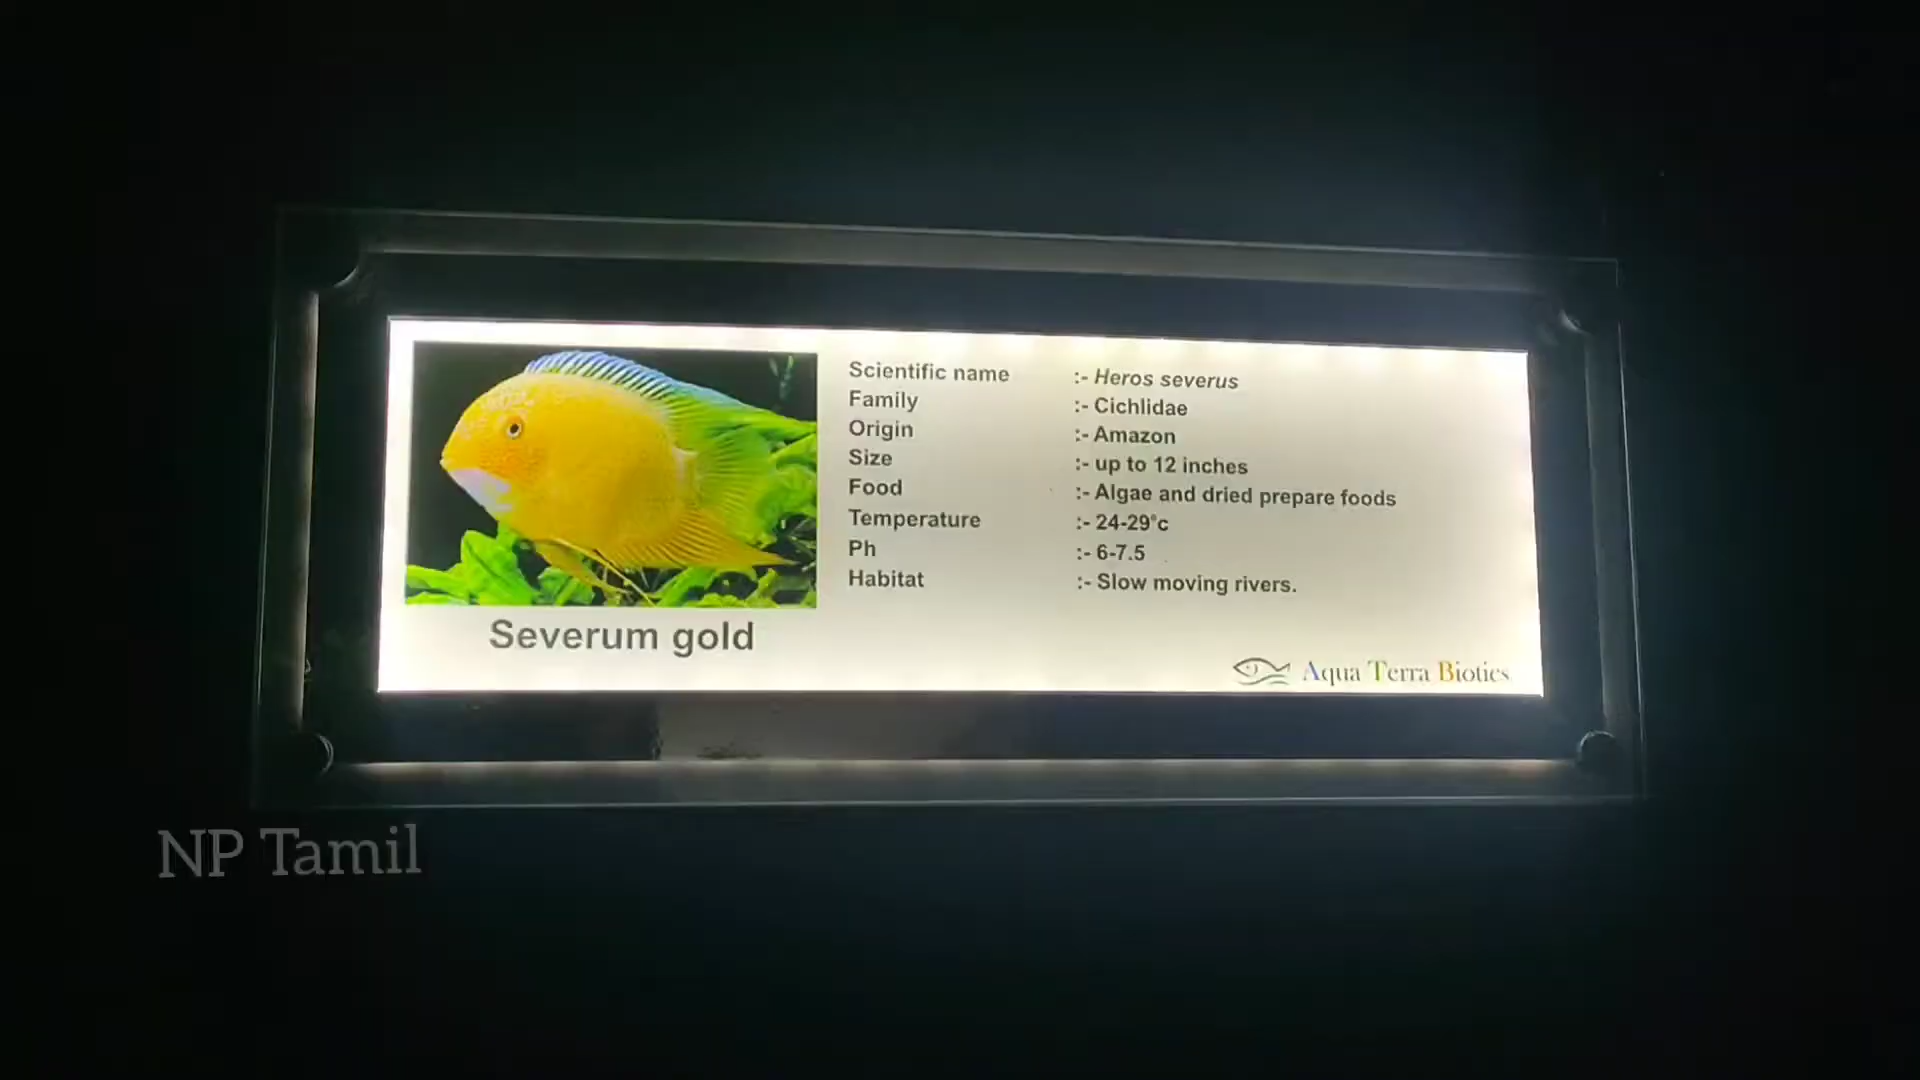 Scientific name :- Heros severus
Family :- Cichlidae
Origin :- Amazon
Size :- up to 12 inches
Food :- Algae and dried prepare foods
Temperature :- 24-29°c
Ph :- 6-7.5
Habitat :- Slow moving rivers.
Severum gold
Aqua Terra Biotics
NP Tamil